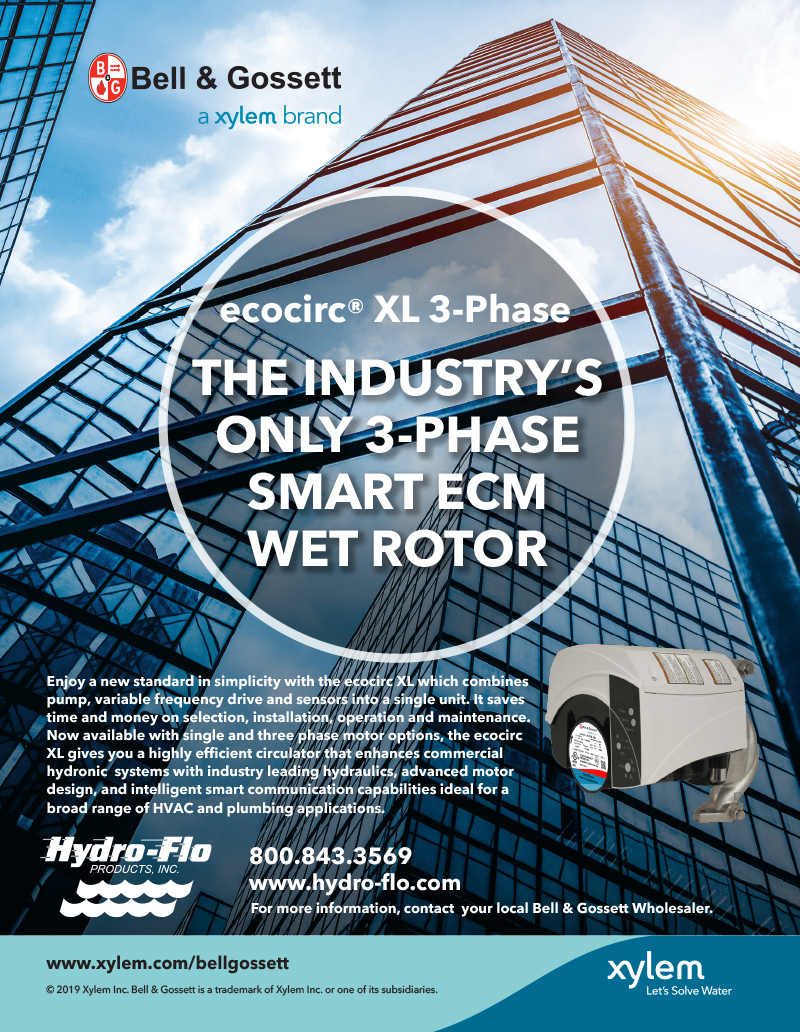 B G
Bell & Gossett
a xylem brand
ecocirc® XL 3-Phase
THE INDUSTRY'S
ONLY 3-PHASE
SMART ECM
WET ROTOR
Enjoy a new standard in simplicity with the ecocirc XL which combines
pump, variable frequency drive and sensors into a single unit. It saves
time and money on selection, installation, operation and maintenance.
Now available with single and three phase motor options, the ecocirc
XL gives you a highly efficient circulator that enhances commercial
hydronic systems with industry leading hydraulics, advanced motor
design, and intelligent smart communication capabilities ideal for a
broad range of HVAC and plumbing applications.
Hydro-Flo
PRODUCTS, INC.
800.843.3569
www.hydro-flo.com
For more information, contact your local Bell & Gossett Wholesaler.
www.xylem.com/bellgossett
© 2019 Xylem Inc. Bell & Gossett is a trademark of Xylem Inc. or one of its subsidiaries.
xylem
Let's Solve Water